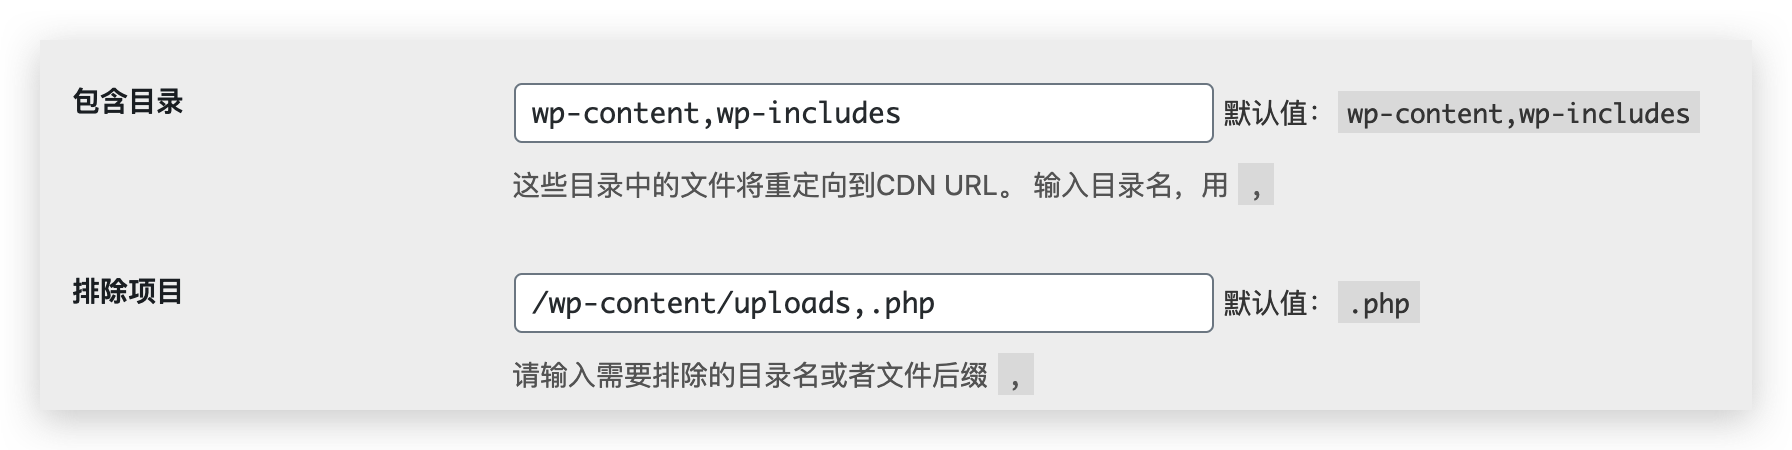 包含目录
wp-content,wp-includes 默认值： wp-content,wp-includes
这些目录中的文件将重定向到CDN URL。 输入目录名，用 ,
排除项目
/wp-content/uploads,.php 默认值： .php
请输入需要排除的目录名或者文件后缀 ,